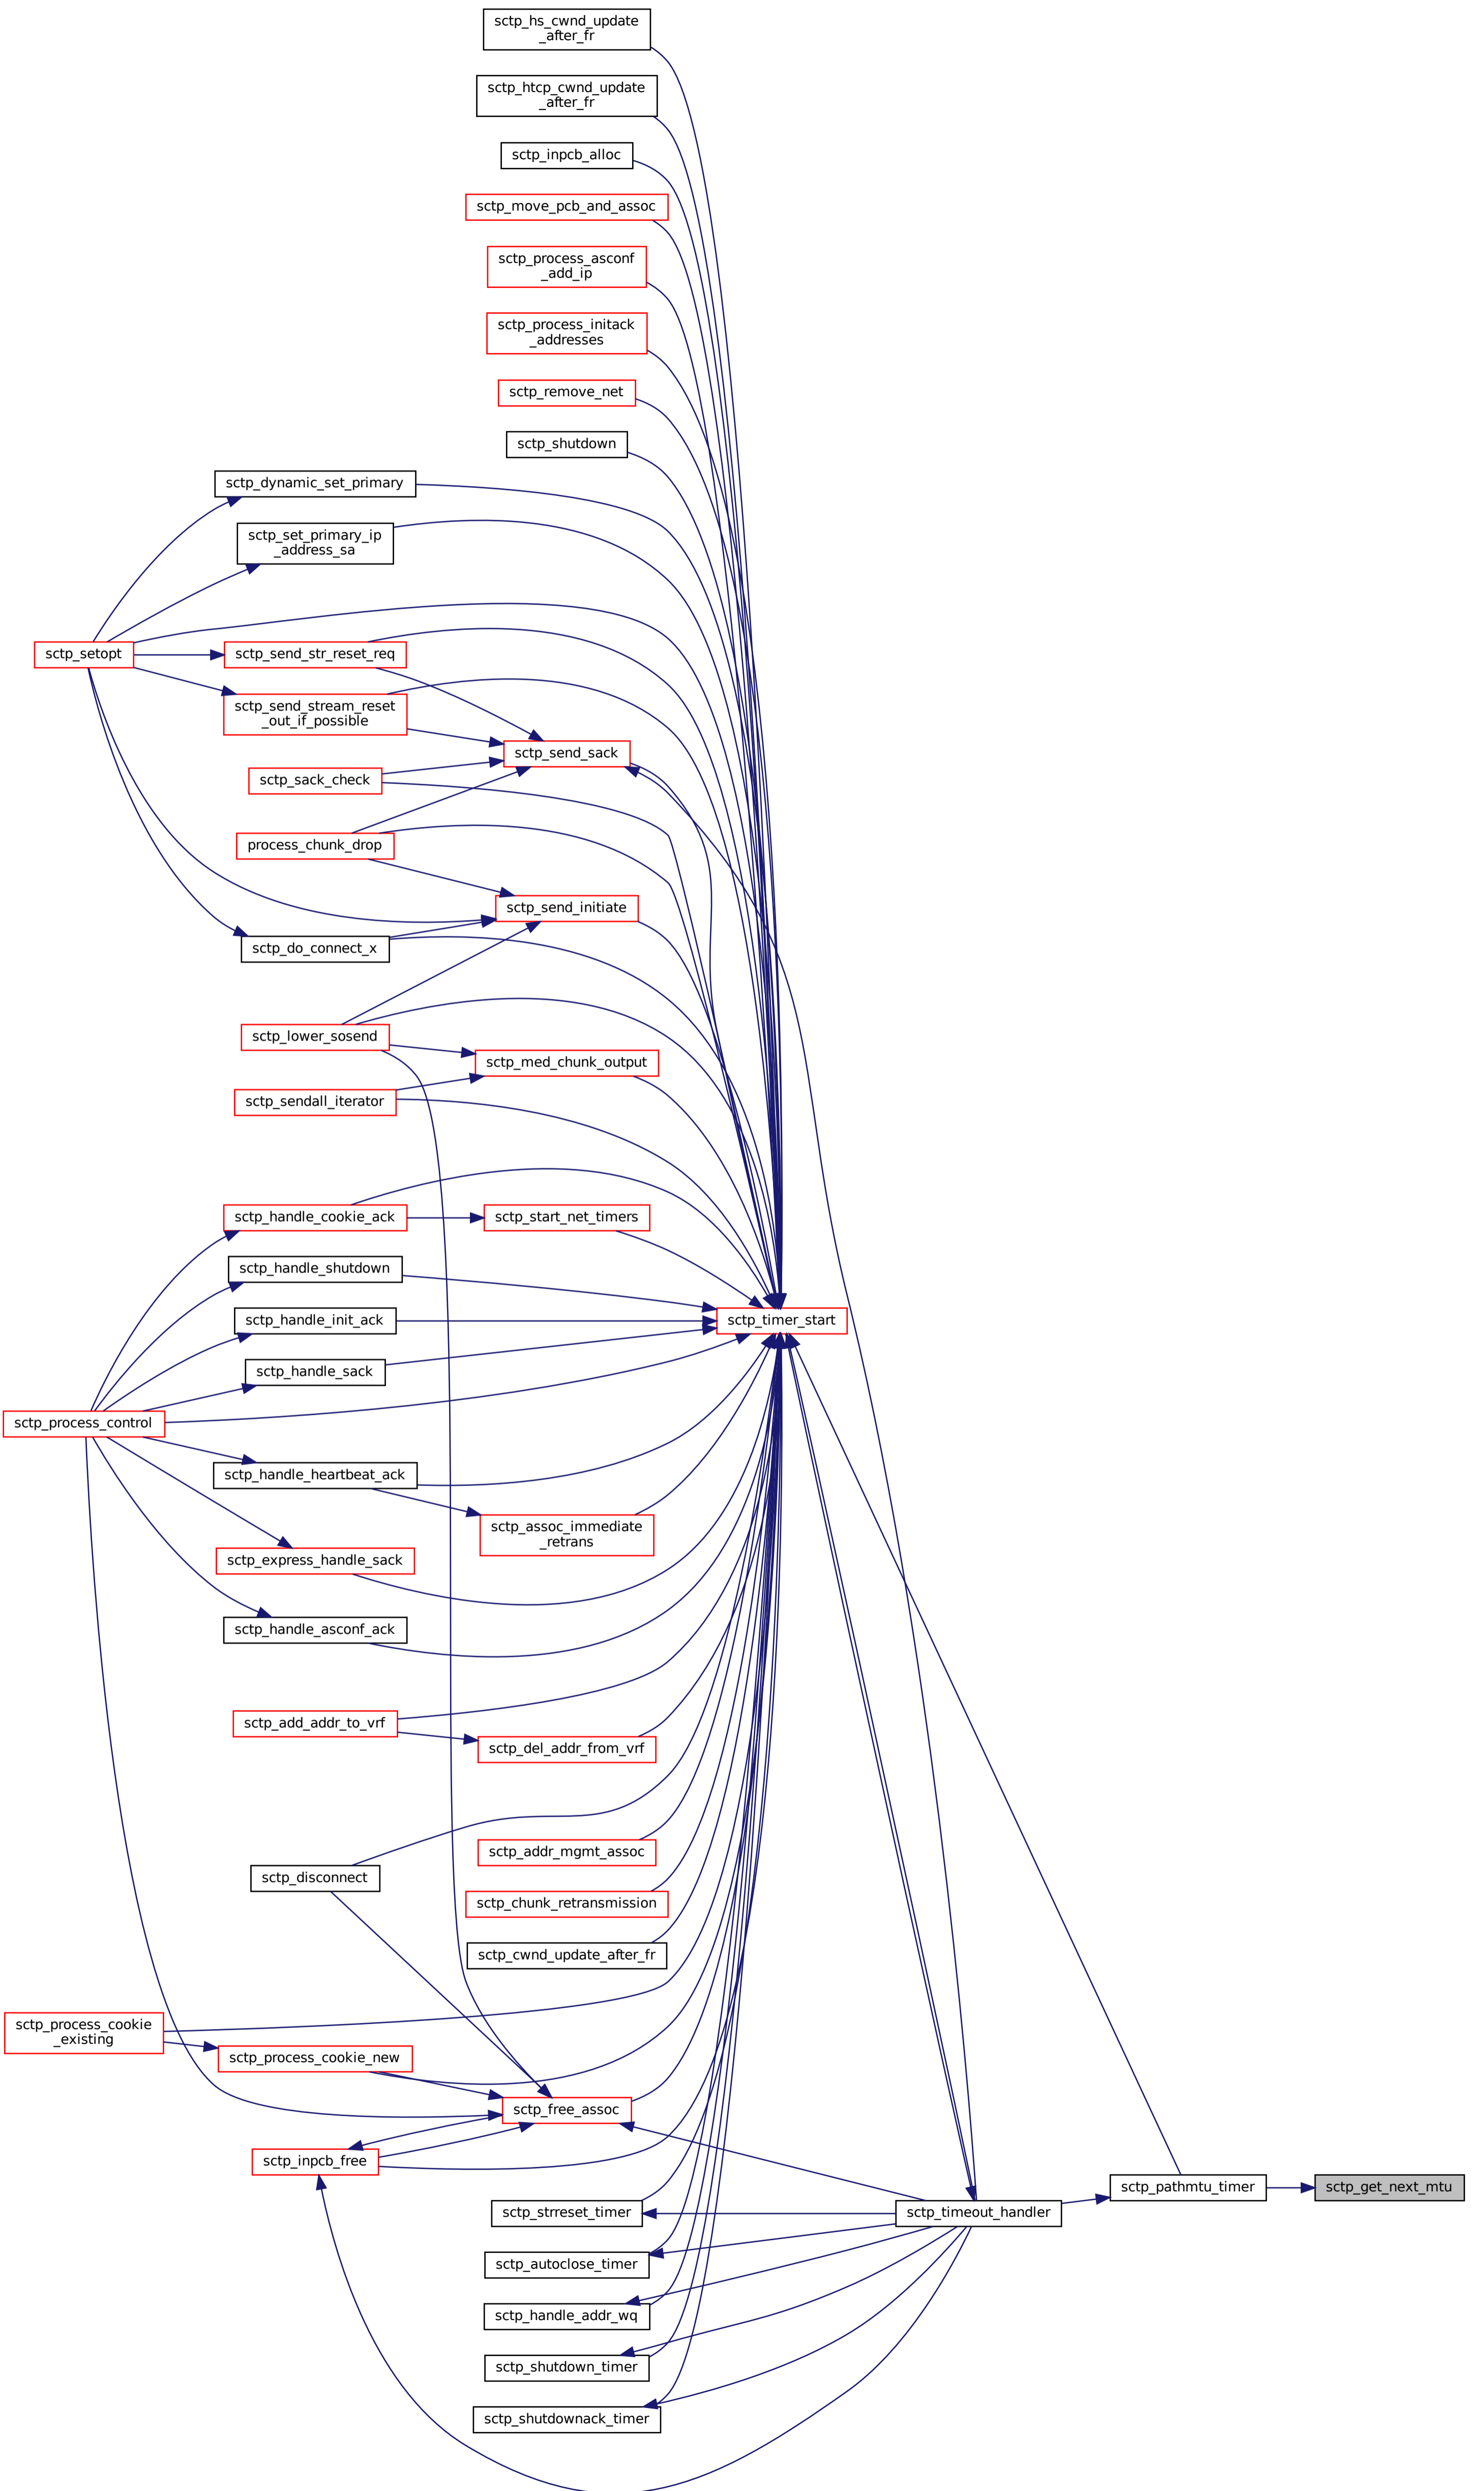 sctp_hs_cwnd_update
_after_fr
sctp_htcp_cwnd_update
_after_fr
sctp_inpcb_alloc
sctp_move_pcb_and_assoc
sctp_process_asconf
_add_ip
sctp_process_initack
_addresses
sctp_remove_net
sctp_shutdown
sctp_dynamic_set_primary
sctp_set_primary_ip
_address_sa
sctp_setopt
sctp_send_str_reset_req
sctp_send_stream_reset
_out_if_possible
sctp_send_sack
sctp_sack_check
process_chunk_drop
sctp_send_initiate
sctp_do_connect_x
sctp_lower_sosend
sctp_med_chunk_output
sctp_sendall_iterator
sctp_handle_cookie_ack
sctp_start_net_timers
sctp_handle_shutdown
sctp_handle_init_ack
sctp_timer_start
sctp_handle_sack
sctp_process_control
sctp_handle_heartbeat_ack
sctp_assoc_immediate
_retrans
sctp_express_handle_sack
sctp_handle_asconf_ack
sctp_add_addr_to_vrf
sctp_del_addr_from_vrf
sctp_addr_mgmt_assoc
sctp_disconnect
sctp_chunk_retransmission
sctp_cwnd_update_after_fr
sctp_process_cookie
_existing
sctp_process_cookie_new
sctp_free_assoc
sctp_inpcb_free
sctp_pathmtu_timer
sctp_get_next_mtu
sctp_strreset_timer
sctp_timeout_handler
sctp_autoclose_timer
sctp_handle_addr_wq
sctp_shutdown_timer
sctp_shutdownack_timer